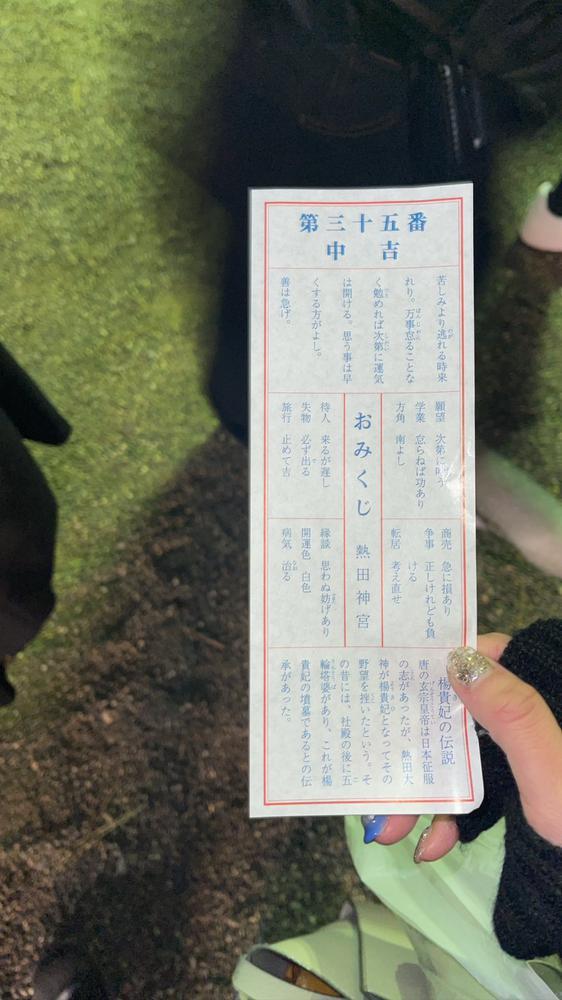 第三十五番
中吉
苦しみより逃れる時来
れり。万事怠ることな
く勉めれば次第に運気
は開ける。思う事は早
くする方がよし。
善は急げ。
願望 次第に叶う
学業 怠らねば功あり
方角 南よし
商売 急に損あり
争事 正しけれども負
ける
転居 考え直せ
おみくじ 熱田神宮
待人 来るが遅し
失物 必ず出る
旅行 止めて吉
縁談 思わぬ妨げあり
開運色 白色
病気 治る
楊貴妃の伝説
唐の玄宗皇帝は日本征服
の志があったが、熱田大
神が楊貴妃となってその
野望を挫いたという。そ
の昔には、社殿の後に五
輪塔婆があり、これが楊
貴妃の墳墓であるとの伝
承があった。